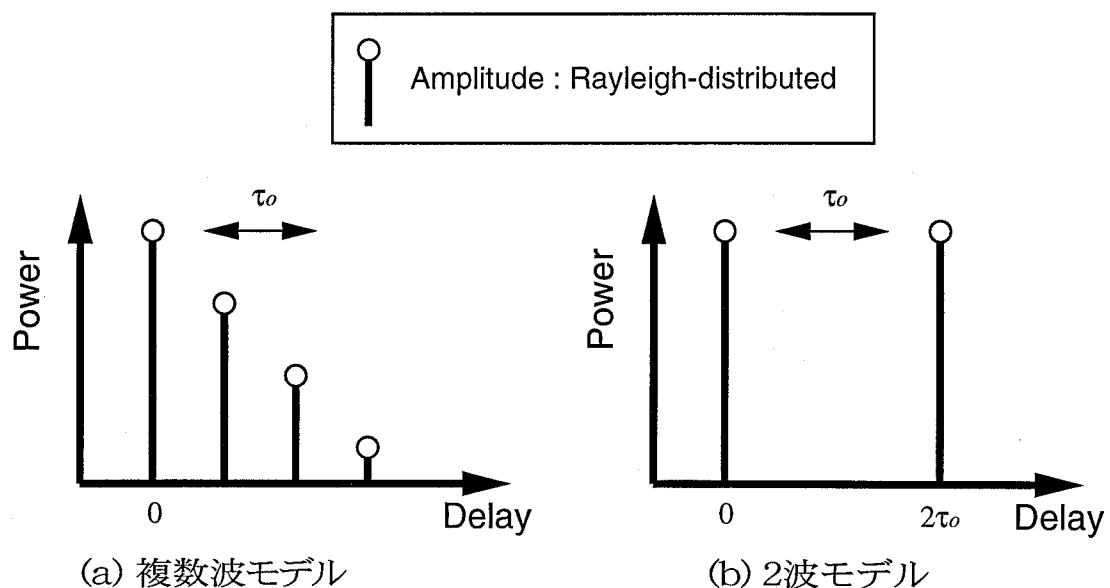 Amplitude : Rayleigh-distributed
τo
Power
0
Delay
(a) 複数波モデル
τo
Power
0
2τo
Delay
(b) 2波モデル